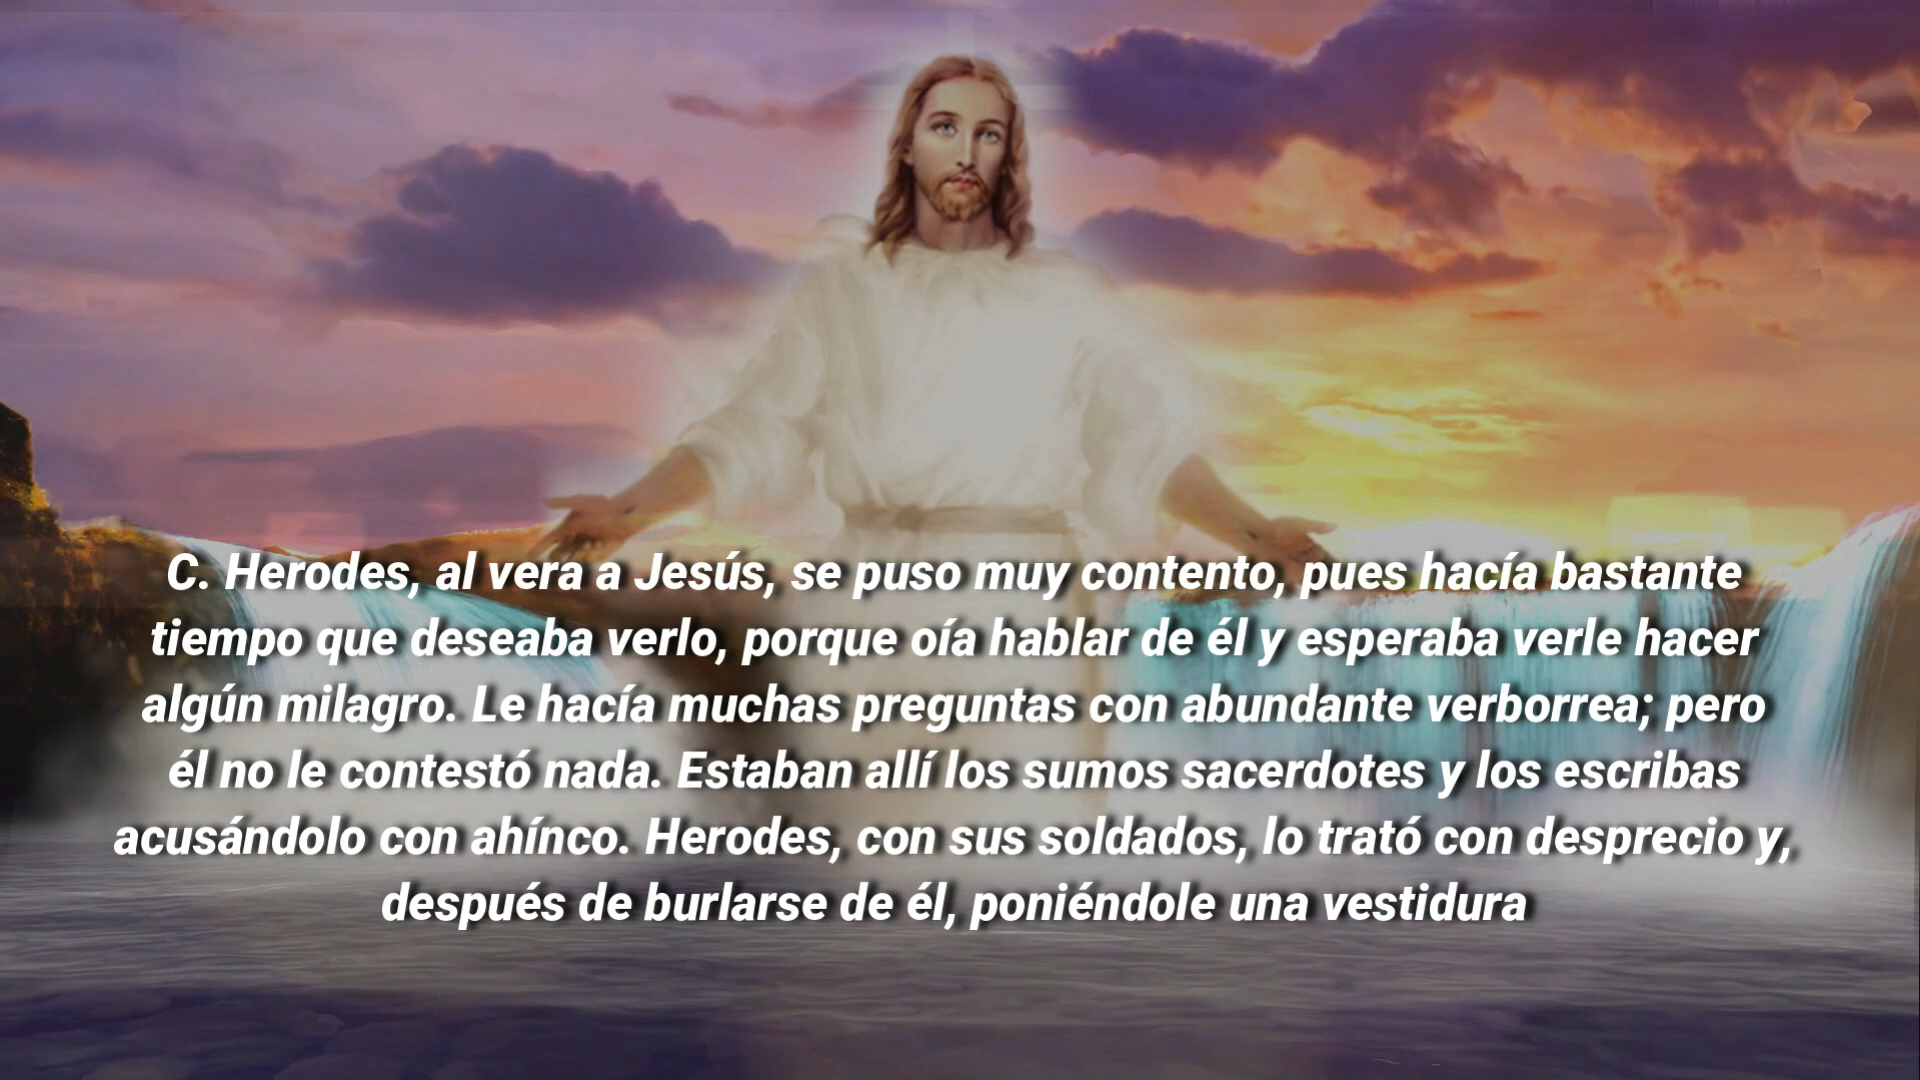 C. Herodes, al vera a Jesús, se puso muy contento, pues hacía bastante
tiempo que deseaba verlo, porque oía hablar de él y esperaba verle hacer
algún milagro. Le hacía muchas preguntas con abundante verborrea; pero
él no le contestó nada. Estaban allí los sumos sacerdotes y los escribas
acusándolo con ahínco. Herodes, con sus soldados, lo trató con desprecio y,
después de burlarse de él, poniéndole una vestidura